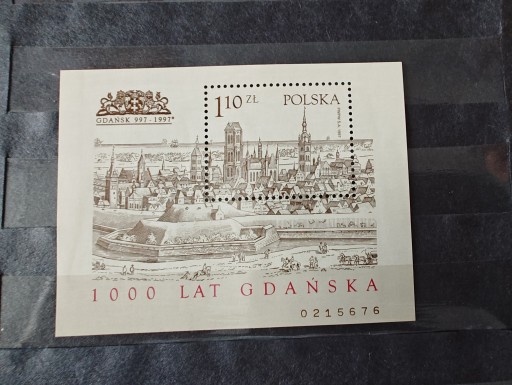 1,10 ZŁ POLSKA
GDAŃSK 997-1997
1000 LAT GDAŃSKA
0215676